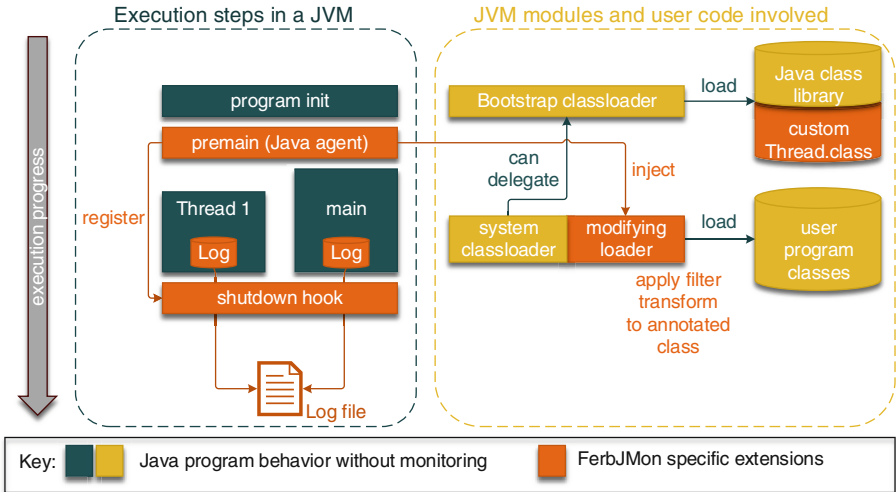 Execution steps in a JVM
JVM modules and user code involved
execution progress
program init
premain (Java agent)
register
Thread 1
main
Log
Log
shutdown hook
Log file
Bootstrap classloader
load
Java class
library
custom
Thread.class
can
delegate
inject
system
classloader
modifying
loader
load
user
program
classes
apply filter
transform
to annotated
class
Key:
Java program behavior without monitoring
FerbJMon specific extensions